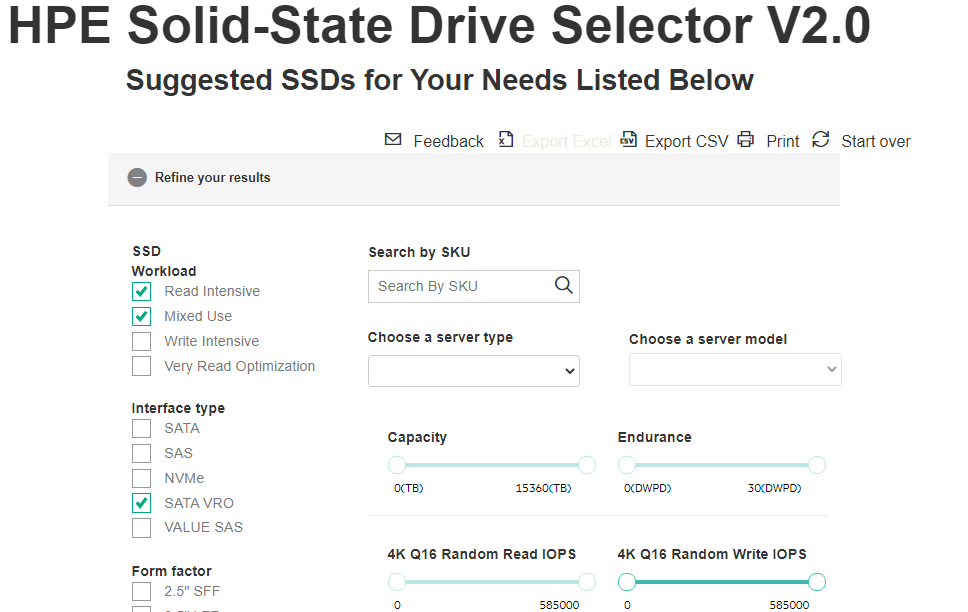 HPE Solid-State Drive Selector V2.0
Suggested SSDs for Your Needs Listed Below
Feedback Export Excel Export CSV Print Start over
Refine your results
SSD
Workload
Read Intensive
Mixed Use
Write Intensive
Very Read Optimization
Interface type
SATA
SAS
NVMe
SATA VRO
VALUE SAS
Form factor
2.5" SFF
Search by SKU
Search By SKU
Choose a server type
Choose a server model
Capacity
0(TB) 15360(TB)
Endurance
0(DWPD) 30(DWPD)
4K Q16 Random Read IOPS
0 585000
4K Q16 Random Write IOPS
0 585000